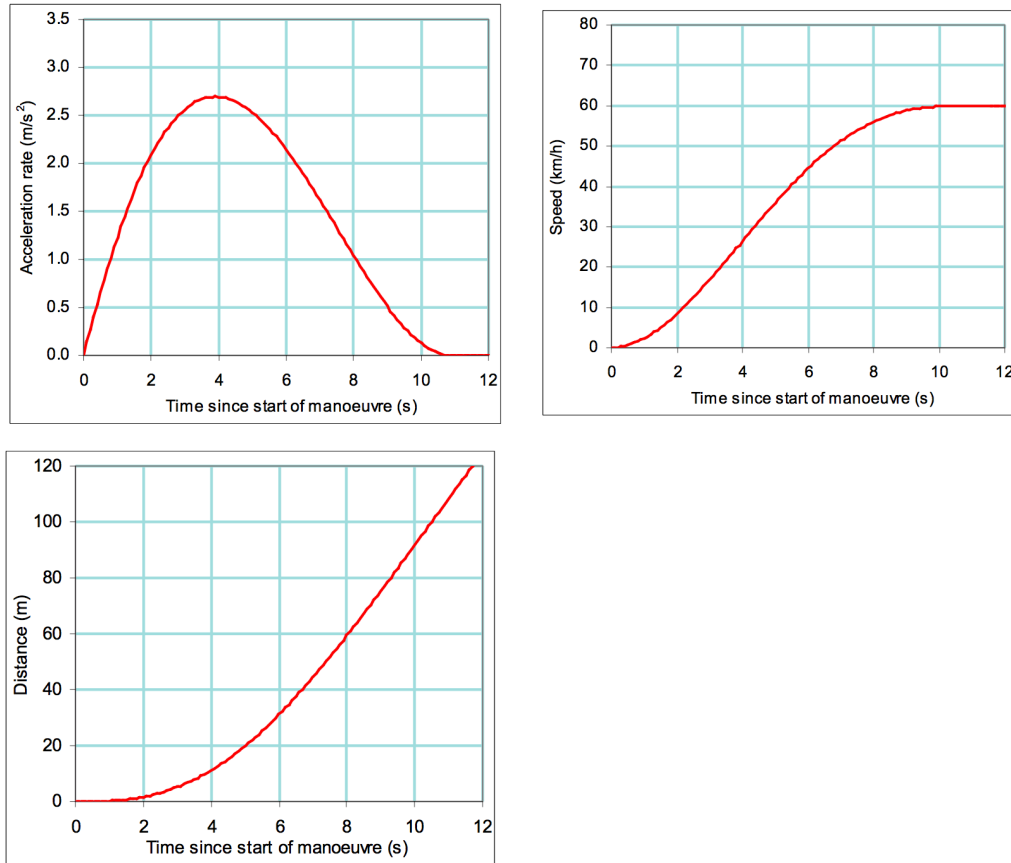 3.5
3.0
2.5
2.0
1.5
1.0
0.5
0.0
Acceleration rate (m/s²)
0 2 4 6 8 10 12
Time since start of manoeuvre (s)
80
70
60
50
40
30
20
10
0
Speed (km/h)
0 2 4 6 8 10 12
Time since start of manoeuvre (s)
120
100
80
60
40
20
0
Distance (m)
0 2 4 6 8 10 12
Time since start of manoeuvre (s)